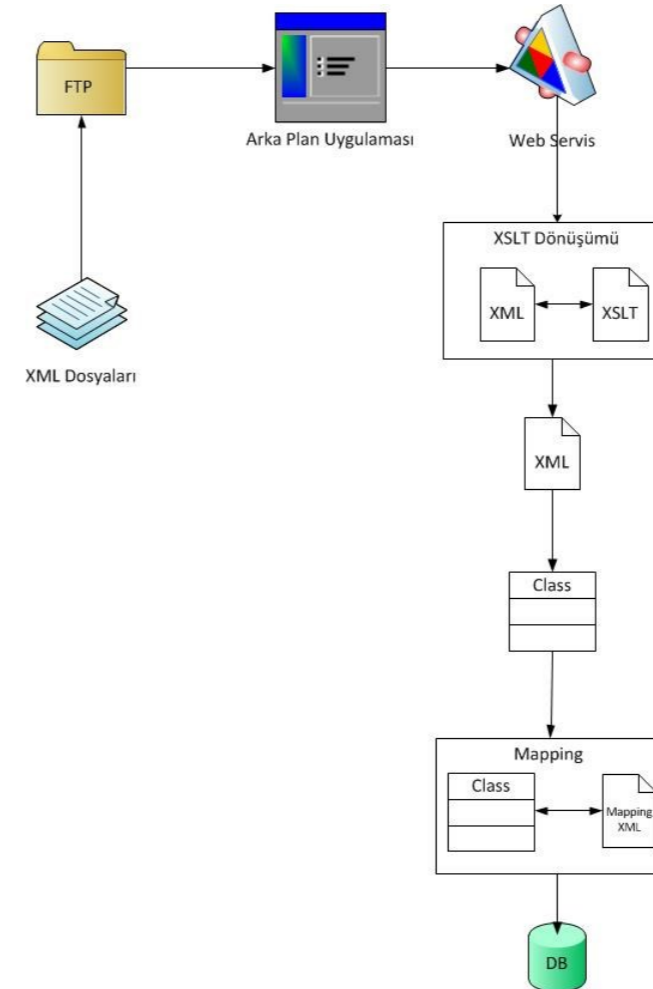 FTP
Arka Plan Uygulaması
Web Servis
XML Dosyaları
XSLT Dönüşümü
XML
XSLT
XML
Class
Mapping
Class
Mapping
XML
DB